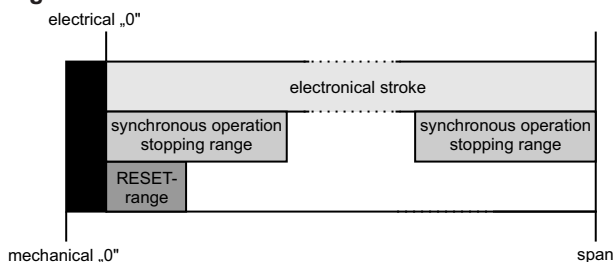 electrical „0"
electronical stroke
synchronous operation
stopping range
synchronous operation
stopping range
RESET-
range
mechanical „0"
span